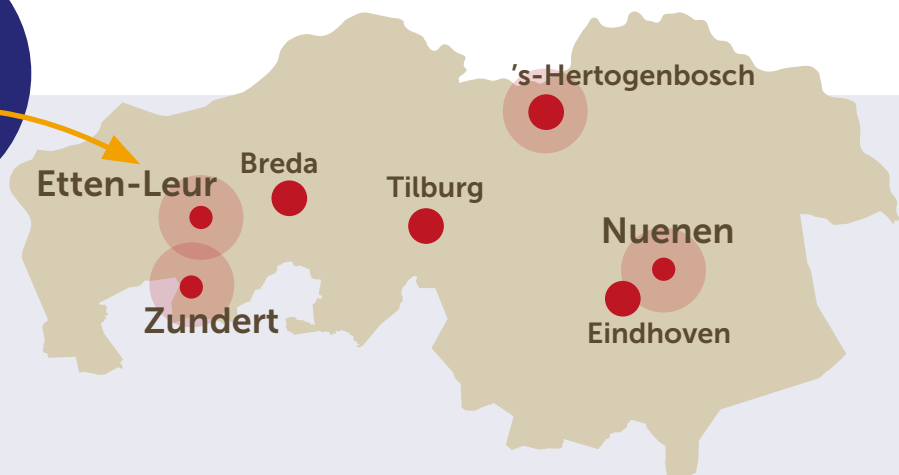 ’s-Hertogenbosch
Breda
Etten-Leur
Tilburg
Nuenen
Zundert
Eindhoven